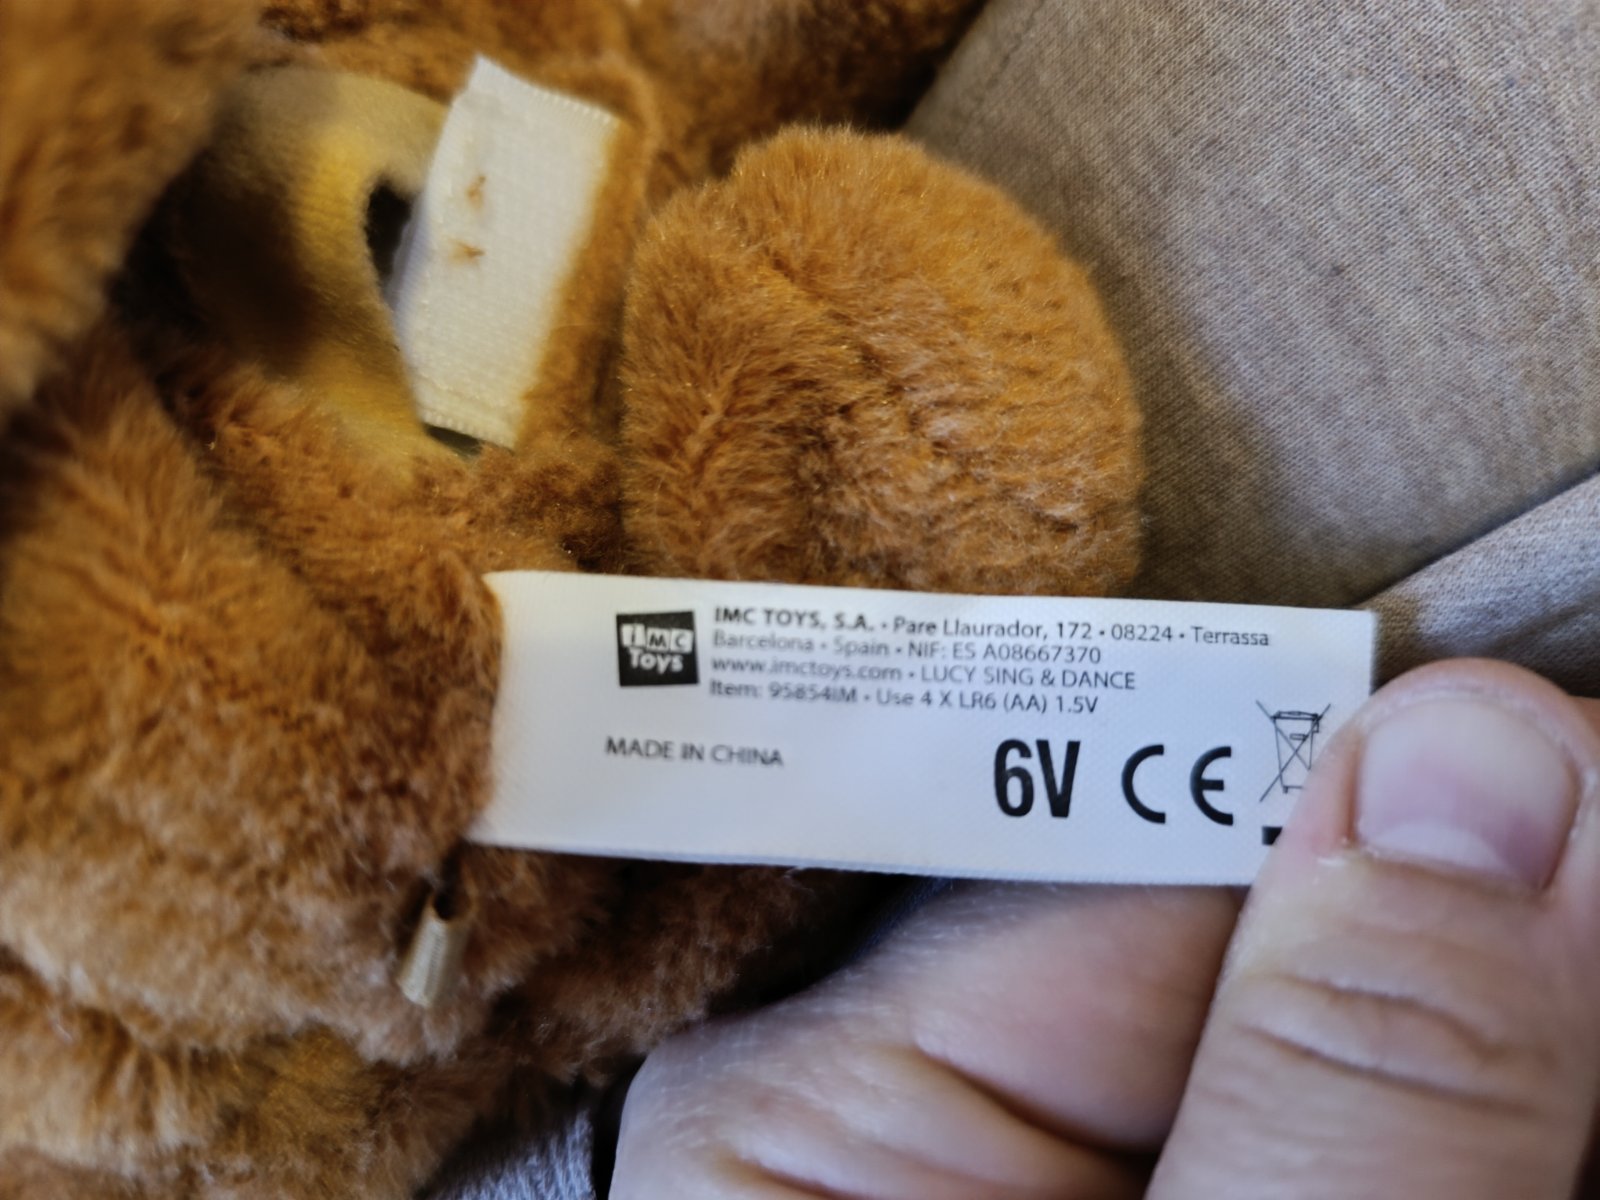 iMC
Toys
IMC TOYS, S.A. • Pare Llaurador, 172 • 08224 • Terrassa
Barcelona • Spain • NIF: ES A08667370
www.imctoys.com • LUCY SING & DANCE
Item: 95854IM • Use 4 X LR6 (AA) 1.5V
MADE IN CHINA
6V CE